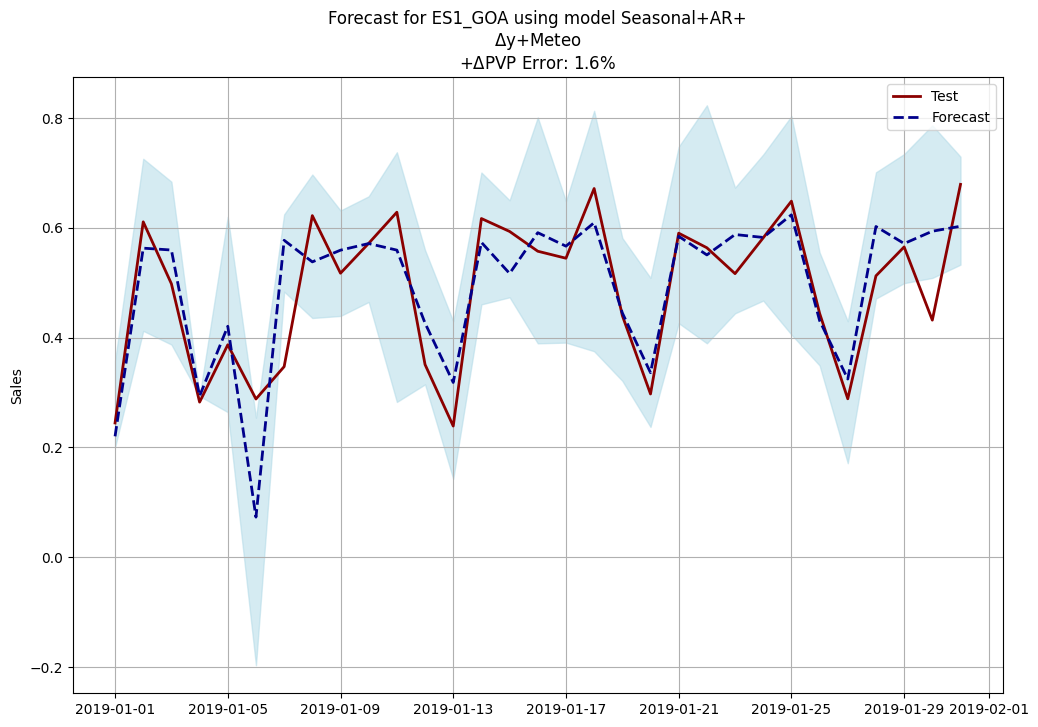 Forecast for ES1_GOA using model Seasonal+AR+
Δy+Meteo
+ΔPVP Error: 1.6%
Test
Forecast
Sales
0.8
0.6
0.4
0.2
0.0
−0.2
2019-01-01
2019-01-05
2019-01-09
2019-01-13
2019-01-17
2019-01-21
2019-01-25
2019-01-29
2019-02-01